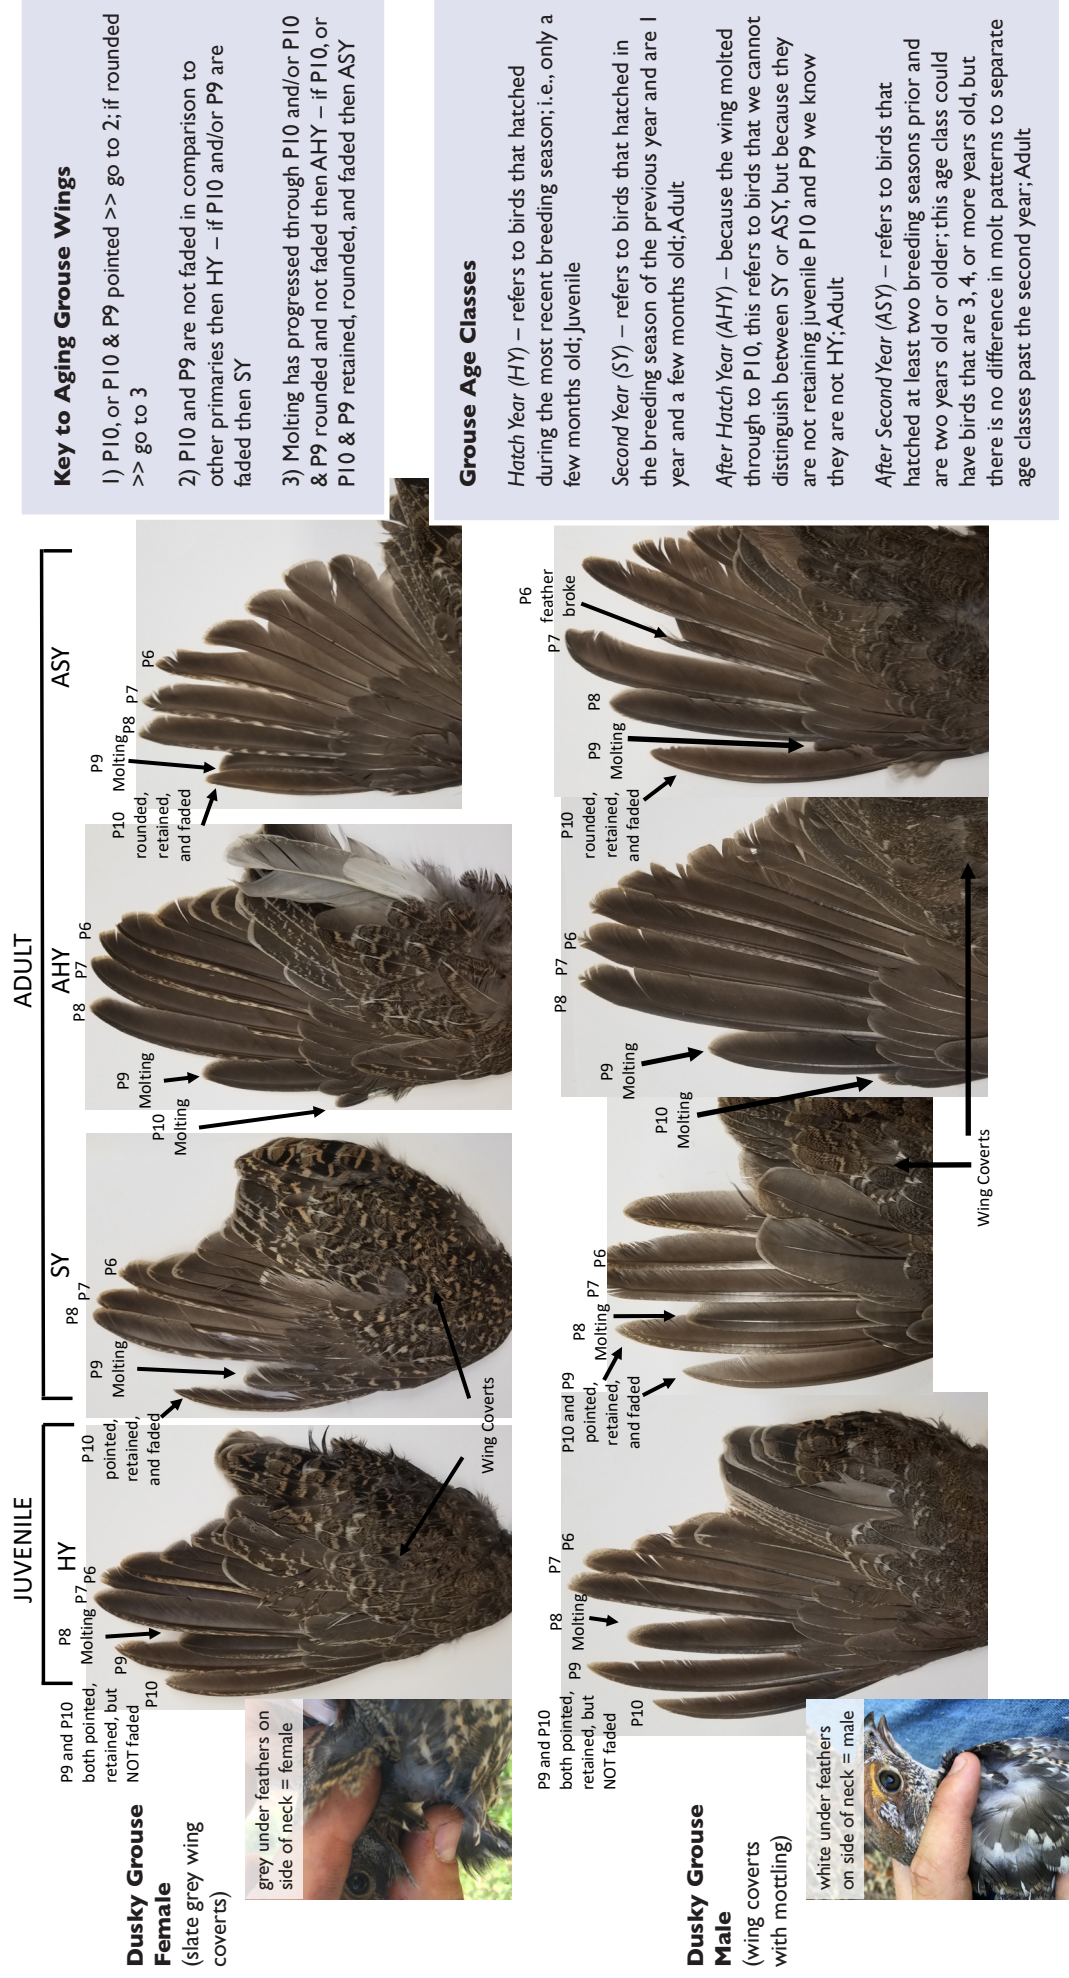 JUVENILE
ADULT
HY
SY
AHY
ASY
Dusky Grouse
Female
(slate grey wing
coverts)
grey under feathers on
side of neck = female
P9 and P10
both pointed,
retained, but
NOT faded
P10
P9
P8
Molting
P7
P6
P10
pointed,
retained,
and faded
P9
Molting
P8
P7
P6
Wing Coverts
P10
Molting
P9
Molting
P8
P7
P6
P10
rounded,
retained,
and faded
P9
Molting
P8
P7
P6
Dusky Grouse
Male
(wing coverts
with mottling)
white under feathers
on side of neck = male
P9 and P10
both pointed,
retained, but
NOT faded
P10
P9
P8
Molting
P7
P6
P10 and P9
pointed,
retained,
and faded
P8
Molting
P7
P6
Wing Coverts
P10
Molting
P9
Molting
P8
P7
P6
P10
rounded,
retained,
and faded
P9
Molting
P8
P7
P6
feather
broke
Key to Aging Grouse Wings
1) P10, or P10 & P9 pointed >> go to 2; if rounded
>> go to 3
2) P10 and P9 are not faded in comparison to
other primaries then HY – if P10 and/or P9 are
faded then SY
3) Molting has progressed through P10 and/or P10
& P9 rounded and not faded then AHY – if P10, or
P10 & P9 retained, rounded, and faded then ASY
Grouse Age Classes
Hatch Year (HY) – refers to birds that hatched
during the most recent breeding season; i.e., only a
few months old; Juvenile
Second Year (SY) – refers to birds that hatched in
the breeding season of the previous year and are 1
year and a few months old; Adult
After Hatch Year (AHY) – because the wing molted
through to P10, this refers to birds that we cannot
distinguish between SY or ASY, but because they
are not retaining juvenile P10 and P9 we know
they are not HY; Adult
After Second Year (ASY) – refers to birds that
hatched at least two breeding seasons prior and
are two years old or older; this age class could
have birds that are 3, 4, or more years old, but
there is no difference in molt patterns to separate
age classes past the second year; Adult